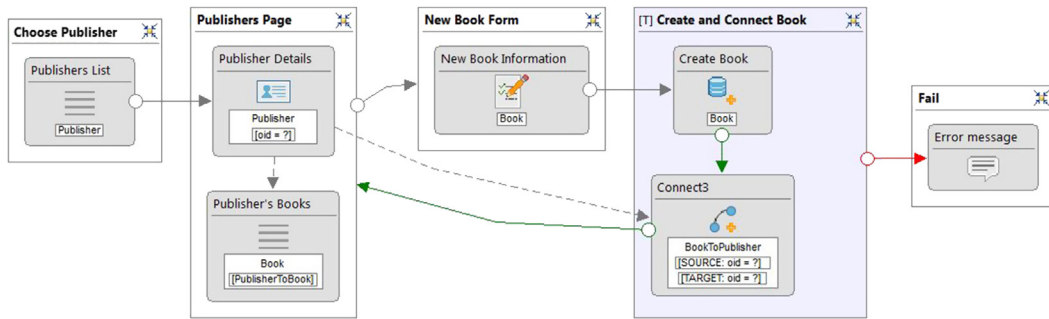 Choose Publisher
Publishers List
Publisher
Publishers Page
Publisher Details
Publisher
[oid = ?]
Publisher's Books
Book
[PublisherToBook]
New Book Form
New Book Information
Book
[T] Create and Connect Book
Create Book
Book
Connect3
BookToPublisher
[SOURCE: oid = ?]
[TARGET: oid = ?]
Fail
Error message